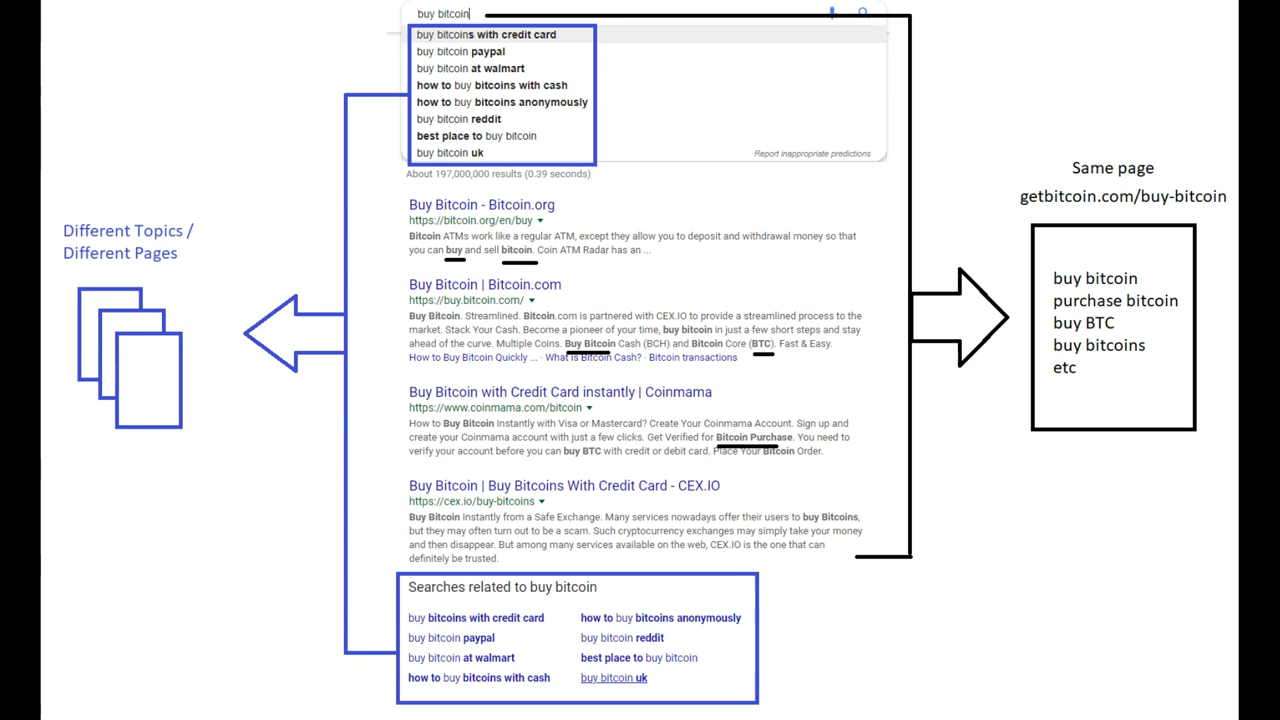 buy bitcoin
buy bitcoins with credit card
buy bitcoin paypal
buy bitcoin at walmart
how to buy bitcoins with cash
how to buy bitcoins anonymously
buy bitcoin reddit
best place to buy bitcoin
buy bitcoin uk
Report inappropriate predictions
About 197,000,000 results (0.39 seconds)
Buy Bitcoin - Bitcoin.org
https://bitcoin.org/en/buy
Bitcoin ATMs work like a regular ATM, except they allow you to deposit and withdrawal money so that
you can buy and sell bitcoin. Coin ATM Radar has an ...
Buy Bitcoin | Bitcoin.com
https://buy.bitcoin.com/
Buy Bitcoin. Streamlined. Bitcoin.com is partnered with CEX.IO to provide a streamlined process to the
market. Stack Your Cash. Become a pioneer of your time, buy bitcoin in just a few short steps and stay
ahead of the curve. Multiple Coins. Buy Bitcoin Cash (BCH) and Bitcoin Core (BTC). Fast & Easy.
How to Buy Bitcoin Quickly ... · What is Bitcoin Cash? · Bitcoin transactions
Buy Bitcoin with Credit Card instantly | Coinmama
https://www.coinmama.com/bitcoin
How to Buy Bitcoin Instantly with Visa or Mastercard? Create Your Coinmama Account. Sign up and
create your Coinmama account with just a few clicks. Get Verified for Bitcoin Purchase. You need to
verify your account before you can buy BTC with credit or debit card. Place Your Bitcoin Order.
Buy Bitcoin | Buy Bitcoins With Credit Card - CEX.IO
https://cex.io/buy-bitcoins
Buy Bitcoin Instantly from a Safe Exchange. Many services nowadays offer their users to buy Bitcoins,
but they may often turn out to be a scam. Such cryptocurrency exchanges may simply take your money
and then disappear. But among many services available on the web, CEX.IO is the one that can
definitely be trusted.
Searches related to buy bitcoin
buy bitcoins with credit card
buy bitcoin paypal
buy bitcoin at walmart
how to buy bitcoins with cash
how to buy bitcoins anonymously
buy bitcoin reddit
best place to buy bitcoin
buy bitcoin uk
Different Topics /
Different Pages
Same page
getbitcoin.com/buy-bitcoin
buy bitcoin
purchase bitcoin
buy BTC
buy bitcoins
etc